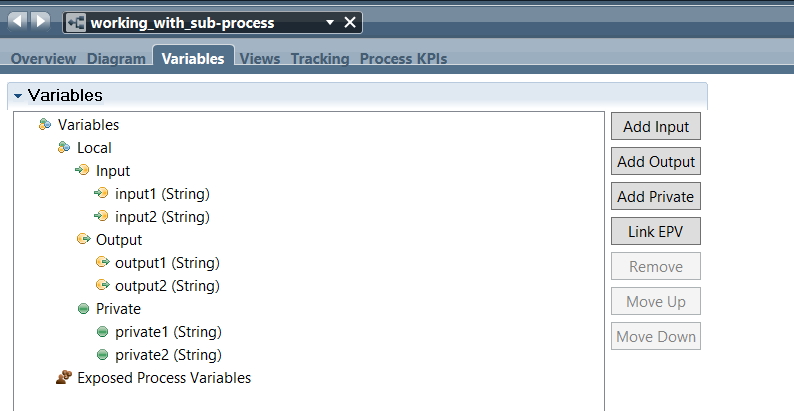 working_with_sub-process
Overview Diagram Variables Views Tracking Process KPIs
Variables
Variables
Local
Input
input1 (String)
input2 (String)
Output
output1 (String)
output2 (String)
Private
private1 (String)
private2 (String)
Exposed Process Variables
Add Input
Add Output
Add Private
Link EPV
Remove
Move Up
Move Down